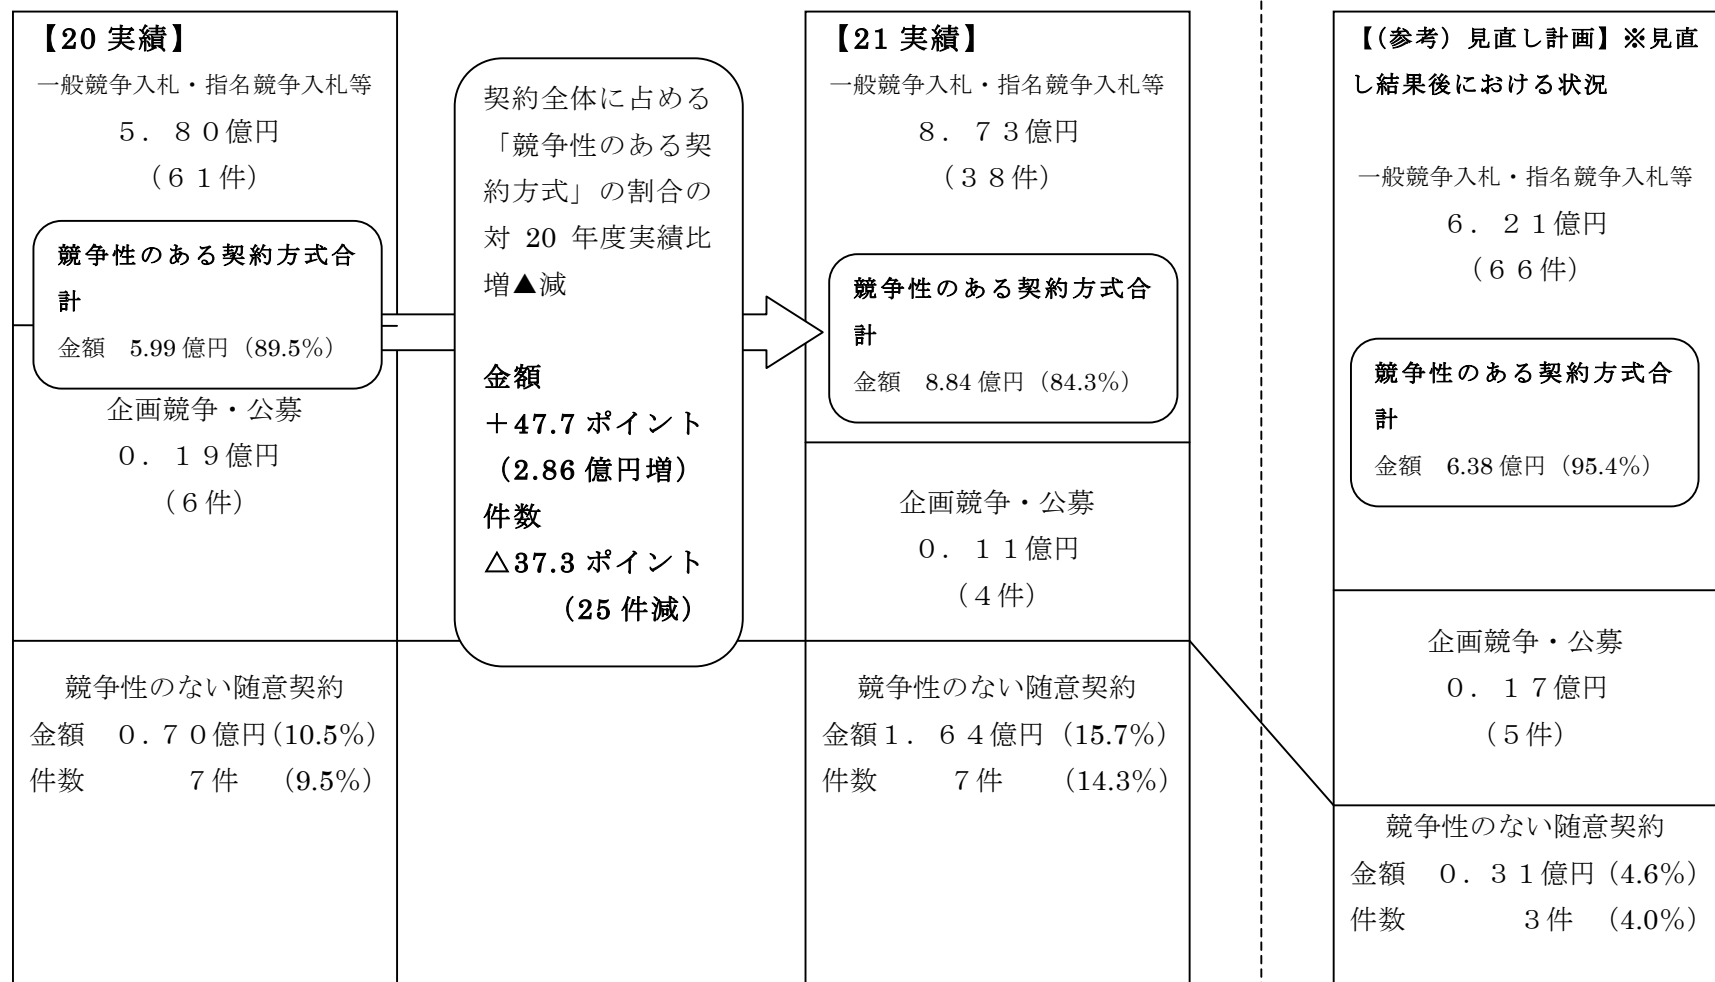 【20 実績】
一般競争入札・指名競争入札等
５．８０億円
（６１件）
競争性のある契約方式合
計
金額　5.99 億円（89.5%）
企画競争・公募
０．１９億円
（６件）
競争性のない随意契約
金額　０．７０億円（10.5%）
件数　　　７件　（9.5%）
契約全体に占める
「競争性のある契
約方式」の割合の
対 20 年度実績比
増▲減
金額
＋47.7 ポイント
（2.86 億円増）
件数
△37.3 ポイント
（25 件減）
【21 実績】
一般競争入札・指名競争入札等
８．７３億円
（３８件）
競争性のある契約方式合
計
金額　8.84 億円（84.3%）
企画競争・公募
０．１１億円
（４件）
競争性のない随意契約
金額１．６４億円（15.7%）
件数　　７件　　（14.3%）
【（参考）見直し計画】※見直
し結果後における状況
一般競争入札・指名競争入札等
６．２１億円
（６６件）
競争性のある契約方式合
計
金額　6.38 億円（95.4%）
企画競争・公募
０．１７億円
（５件）
競争性のない随意契約
金額　０．３１億円（4.6%）
件数　　　３件　（4.0%）